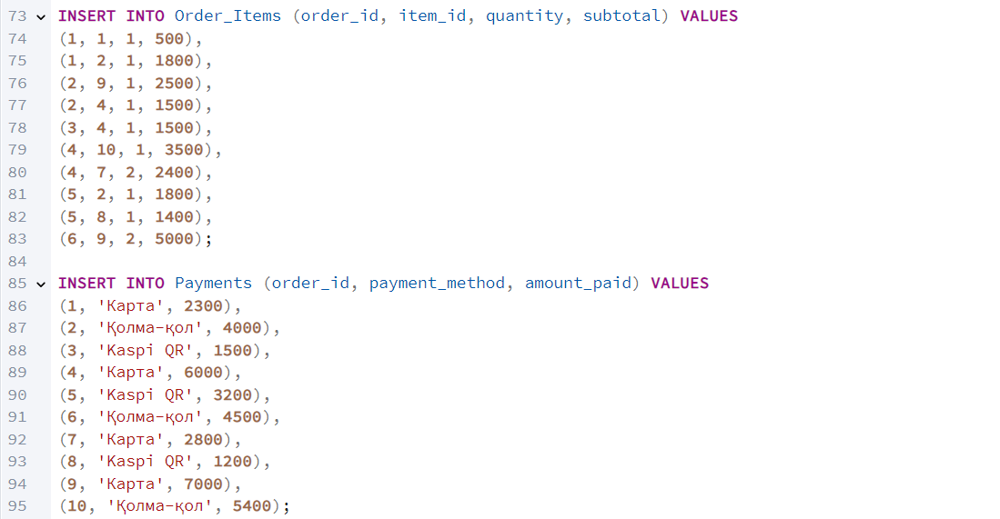 73 INSERT INTO Order_Items (order_id, item_id, quantity, subtotal) VALUES
74 (1, 1, 1, 500),
75 (1, 2, 1, 1800),
76 (2, 9, 1, 2500),
77 (2, 4, 1, 1500),
78 (3, 4, 1, 1500),
79 (4, 10, 1, 3500),
80 (4, 7, 2, 2400),
81 (5, 2, 1, 1800),
82 (5, 8, 1, 1400),
83 (6, 9, 2, 5000);
84
85 INSERT INTO Payments (order_id, payment_method, amount_paid) VALUES
86 (1, 'Карта', 2300),
87 (2, 'Қолма-қол', 4000),
88 (3, 'Kaspi QR', 1500),
89 (4, 'Карта', 6000),
90 (5, 'Kaspi QR', 3200),
91 (6, 'Қолма-қол', 4500),
92 (7, 'Карта', 2800),
93 (8, 'Kaspi QR', 1200),
94 (9, 'Карта', 7000),
95 (10, 'Қолма-қол', 5400);